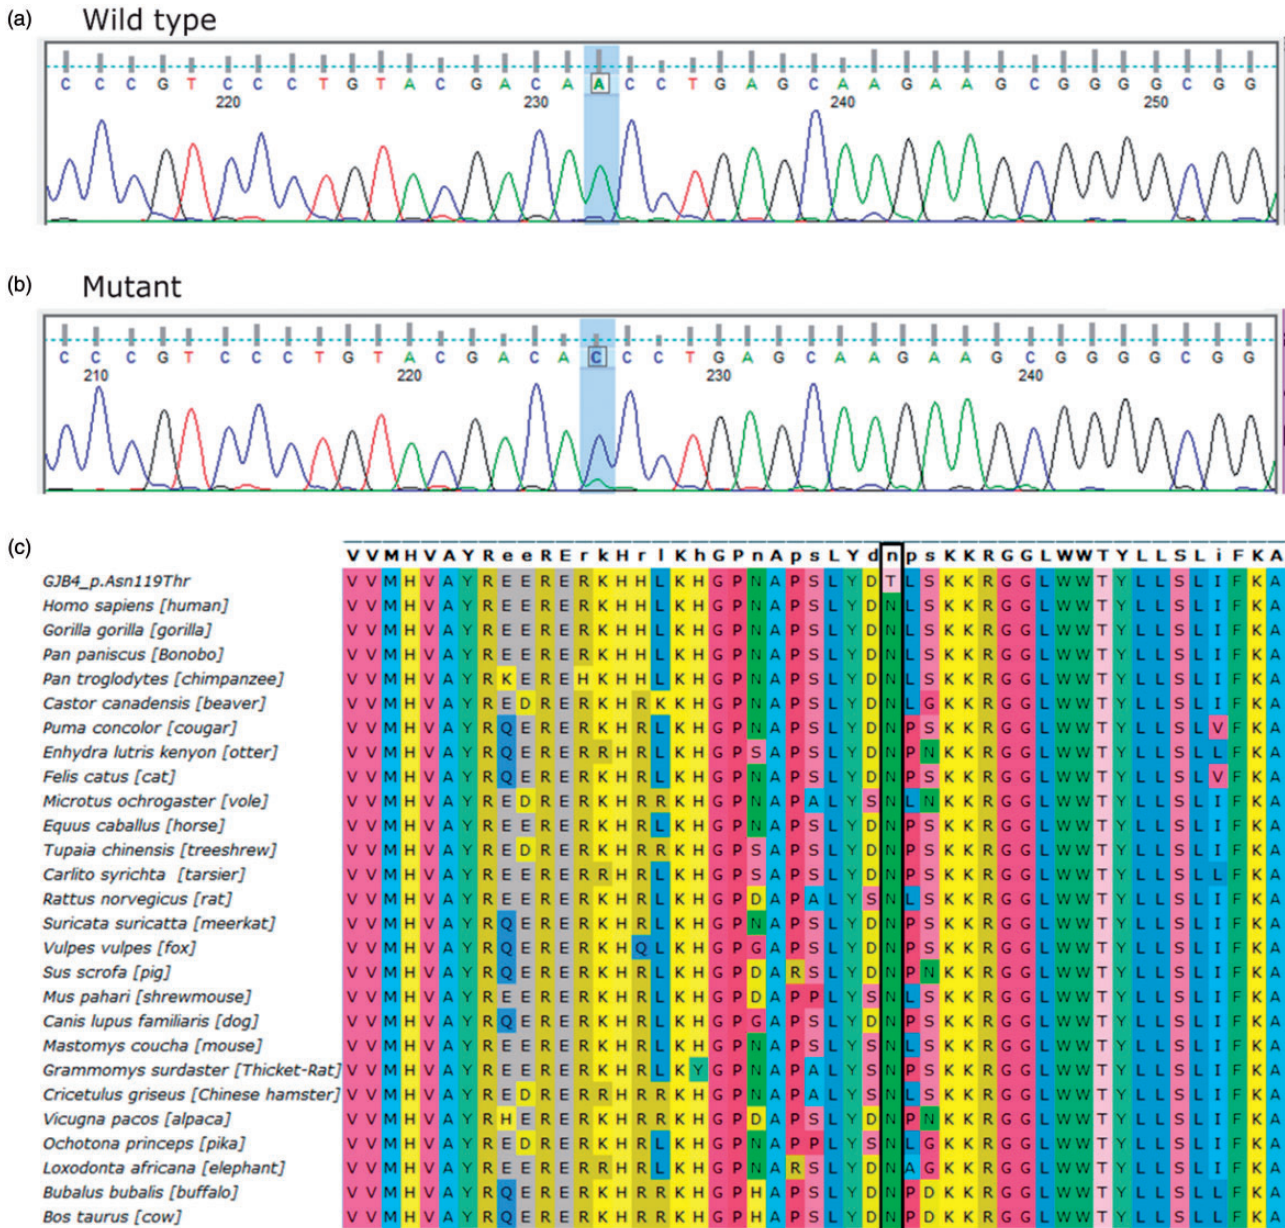 (a) Wild type
C C C G T C C C T G T A C G A C A A C C T G A G C A A G A A G C G G G G C G G
220 230 240 250
(b) Mutant
C C C G T C C C T G T A C G A C A C C C T G A G C A A G A A G C G G G G C G G
210 220 230 240
(c) V V M H V A Y R e e R E r k H r l K h G P n A p s L Y d n p s K K R G G L W W T Y L L S L i F K A
GJB4_p.Asn119Thr V V M H V A Y R E E R E R K H H L K H G P N A P S L Y D T L S K K R G G L W W T Y L L S L I F K A
Homo sapiens [human] V V M H V A Y R E E R E R K H H L K H G P N A P S L Y D N L S K K R G G L W W T Y L L S L I F K A
Gorilla gorilla [gorilla] V V M H V A Y R E E R E R K H H L K H G P N A P S L Y D N L S K K R G G L W W T Y L L S L I F K A
Pan paniscus [Bonobo] V V M H V A Y R E E R E R K H H L K H G P N A P S L Y D N L S K K R G G L W W T Y L L S L I F K A
Pan troglodytes [chimpanzee] V V M H V A Y R K E R E H K H H L K H G P N A P S L Y D N L S K K R G G L W W T Y L L S L I F K A
Castor canadensis [beaver] V V M H V A Y R E D R E R K H R K K H G P N A P S L Y D N L G K K R G G L W W T Y L L S L I F K A
Puma concolor [cougar] V V M H V A Y R Q E R E R K H R L K H G P N A P S L Y D N P S K K R G G L W W T Y L L S L V F K A
Enhydra lutris kenyon [otter] V V M H V A Y R Q E R E R R H R L K H G P S A P S L Y D N P N K K R G G L W W T Y L L S L L F K A
Felis catus [cat] V V M H V A Y R Q E R E R K H R L K H G P N A P S L Y D N P S K K R G G L W W T Y L L S L V F K A
Microtus ochrogaster [vole] V V M H V A Y R E D R E R K H R R K H G P N A P A L Y S N L N K K R G G L W W T Y L L S L I F K A
Equus caballus [horse] V V M H V A Y R E E R E R K H R L K H G P N A P S L Y D N P S K K R G G L W W T Y L L S L I F K A
Tupaia chinensis [treeshrew] V V M H V A Y R E D R E R K H R R K H G P S A P S L Y D N P S K K R G G L W W T Y L L S L I F K A
Carlito syrichta [tarsier] V V M H V A Y R E E R E R R H R L K H G P S A P S L Y D N P S K K R G G L W W T Y L L S L L F K A
Rattus norvegicus [rat] V V M H V A Y R E E R E R K H R L K H G P D A P A L Y S N L S K K R G G L W W T Y L L S L I F K A
Suricata suricatta [meerkat] V V M H V A Y R Q E R E R K H R L K H G P N A P S L Y D N P S K K R G G L W W T Y L L S L I F K A
Vulpes vulpes [fox] V V M H V A Y R Q E R E R K H Q L K H G P G A P S L Y D N P S K K R G G L W W T Y L L S L I F K A
Sus scrofa [pig] V V M H V A Y R Q E R E R K H R L K H G P D A R S L Y D N P N K K R G G L W W T Y L L S L I F K A
Mus pahari [shrewmouse] V V M H V A Y R E E R E R K H R L K H G P D A P P L Y S N L S K K R G G L W W T Y L L S L I F K A
Canis lupus familiaris [dog] V V M H V A Y R Q E R E R K H R L K H G P G A P S L Y D N P S K K R G G L W W T Y L L S L I F K A
Mastomys coucha [mouse] V V M H V A Y R E E R E R K H R L K H G P N A P S L Y D N P S K K R G G L W W T Y L L S L I F K A
Grammomys surdaster [Thicket-Rat] V V M H V A Y R E E R E R K H R L K Y G P N A P A L Y S N P S K K R G G L W W T Y L L S L I F K A
Cricetulus griseus [Chinese hamster] V V M H V A Y R E D R E R R H R R K H G P N A P A L Y S N L S K K R G G L W W T Y L L S L I F K A
Vicugna pacos [alpaca] V V M H V A Y R H E R E R K H R R K H G P D A P S L Y D N P N K K R G G L W W T Y L L S L I F K A
Ochotona princeps [pika] V V M H V A Y R E D R E R K H R L K H G P N A P P L Y S N L G K K R G G L W W T Y L L S L I F K A
Loxodonta africana [elephant] V V M H V A Y R E E R E R R H R L K H G P N A R S L Y D N A G K K R G G L W W T Y L L S L I F K A
Bubalus bubalis [buffalo] V V M H V A Y R Q E R E R K H R R K H G P H A P S L Y D N P D K K R G G L W W T Y L L S L L F K A
Bos taurus [cow] V V M H V A Y R Q E R E R K H R R K H G P H A P S L Y D N P D K K R G G L W W T Y L L S L I F K A